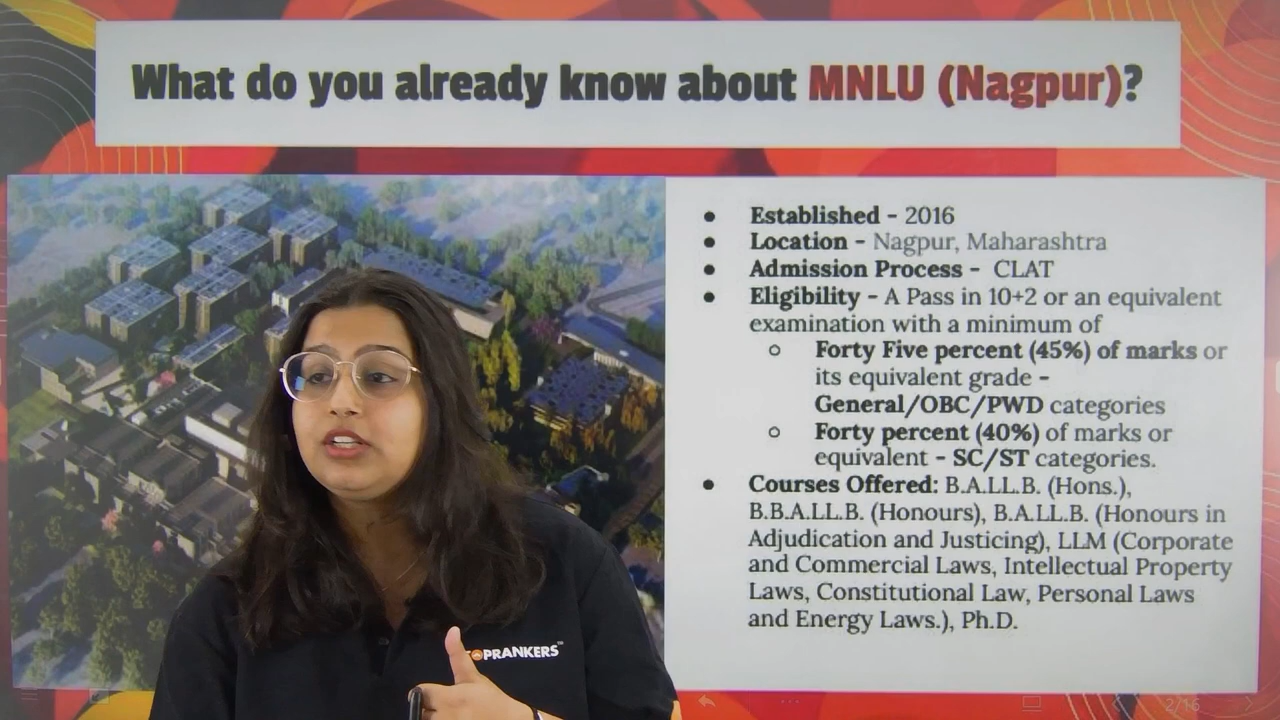 What do you already know about MNLU (Nagpur)?
● Established - 2016
● Location - Nagpur, Maharashtra
● Admission Process - CLAT
● Eligibility - A Pass in 10+2 or an equivalent
examination with a minimum of
○ Forty Five percent (45%) of marks or
its equivalent grade -
General/OBC/PWD categories
○ Forty percent (40%) of marks or
equivalent - SC/ST categories.
● Courses Offered: B.A.LL.B. (Hons.),
B.B.A.LL.B. (Honours), B.A.LL.B. (Honours in
Adjudication and Justicing), LLM (Corporate
and Commercial Laws, Intellectual Property
Laws, Constitutional Law, Personal Laws
and Energy Laws.), Ph.D.
PRANKERS™
2/16